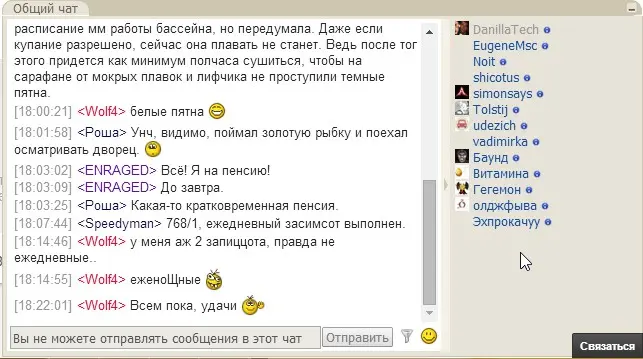 Общий чат
расписание мм работы бассейна, но передумала. Даже если
купание разрешено, сейчас она плавать не станет. Ведь после тог
этого придется как минимум полчаса сушиться, чтобы на
сарафане от мокрых плавок и лифчика не проступили темные
пятна.
[18:00:21] <Wolf4> белые пятна
[18:01:58] <Роша> Унч, видимо, поймал золотую рыбку и поехал
осматривать дворец.
[18:03:02] <ENRAGED> Всё! Я на пенсию!
[18:03:09] <ENRAGED> До завтра.
[18:03:25] <Роша> Какая-то кратковременная пенсия.
[18:07:44] <Speedyman> 768/1, ежедневный засимсот выполнен.
[18:14:46] <Wolf4> у меня аж 2 запиццота, правда не
ежедневные..
[18:14:55] <Wolf4> еженоЩные
[18:22:01] <Wolf4> Всем пока, удачи
Вы не можете отправлять сообщения в этот чат
Отправить
DanillaTech
EugeneMsc
Noit
shicotus
simonsays
Tolstij
udezich
vadimirka
Баунд
Витамина
Гегемон
олджфыва
Эхпрокачуу
Связаться